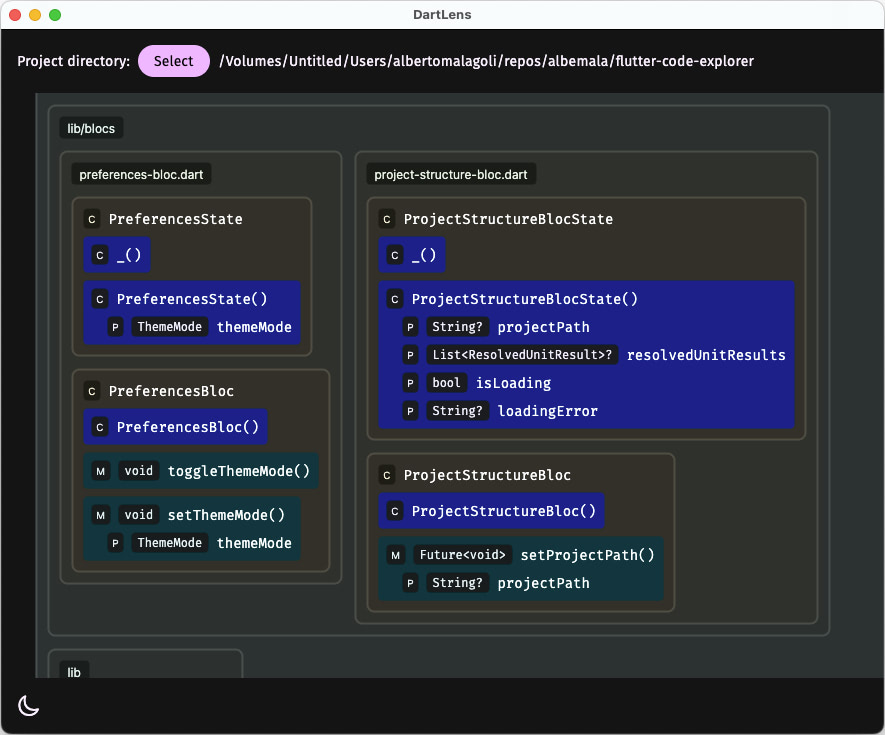 DartLens
Project directory: Select /Volumes/Untitled/Users/albertomalagoli/repos/albemala/flutter-code-explorer
lib/blocs
preferences-bloc.dart
C PreferencesState
C _()
C PreferencesState()
P ThemeMode themeMode
C PreferencesBloc
C PreferencesBloc()
M void toggleThemeMode()
M void setThemeMode()
P ThemeMode themeMode
project-structure-bloc.dart
C ProjectStructureBlocState
C _()
C ProjectStructureBlocState()
P String? projectPath
P List<ResolvedUnitResult>? resolvedUnitResults
P bool isLoading
P String? loadingError
C ProjectStructureBloc
C ProjectStructureBloc()
M Future<void> setProjectPath()
P String? projectPath
lib